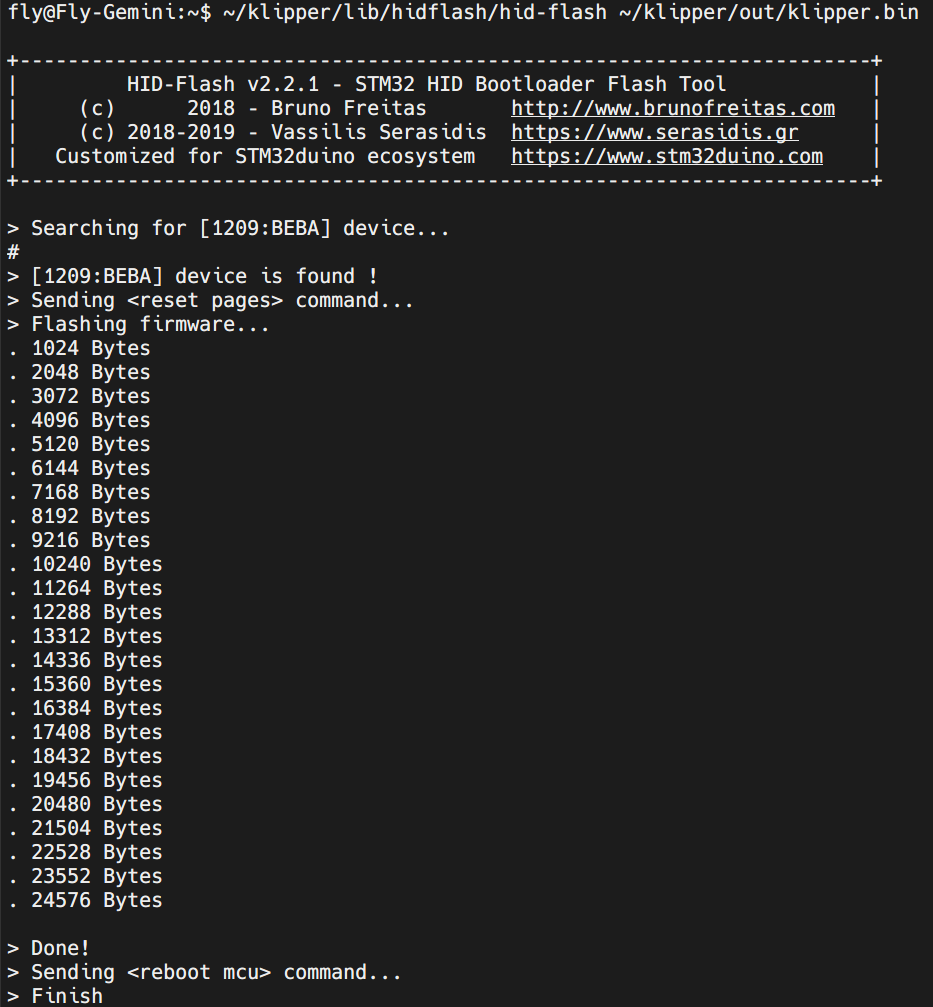 fly@Fly-Gemini:~$ ~/klipper/lib/hidflash/hid-flash ~/klipper/out/klipper.bin
+-----------------------------------------------------------------------+
|         HID-Flash v2.2.1 - STM32 HID Bootloader Flash Tool            |
|     (c)      2018 - Bruno Freitas       http://www.brunofreitas.com   |
|     (c) 2018-2019 - Vassilis Serasidis  https://www.serasidis.gr      |
|   Customized for STM32duino ecosystem   https://www.stm32duino.com    |
+-----------------------------------------------------------------------+
> Searching for [1209:BEBA] device...
#
> [1209:BEBA] device is found !
> Sending <reset pages> command...
> Flashing firmware...
. 1024 Bytes
. 2048 Bytes
. 3072 Bytes
. 4096 Bytes
. 5120 Bytes
. 6144 Bytes
. 7168 Bytes
. 8192 Bytes
. 9216 Bytes
. 10240 Bytes
. 11264 Bytes
. 12288 Bytes
. 13312 Bytes
. 14336 Bytes
. 15360 Bytes
. 16384 Bytes
. 17408 Bytes
. 18432 Bytes
. 19456 Bytes
. 20480 Bytes
. 21504 Bytes
. 22528 Bytes
. 23552 Bytes
. 24576 Bytes
> Done!
> Sending <reboot mcu> command...
> Finish